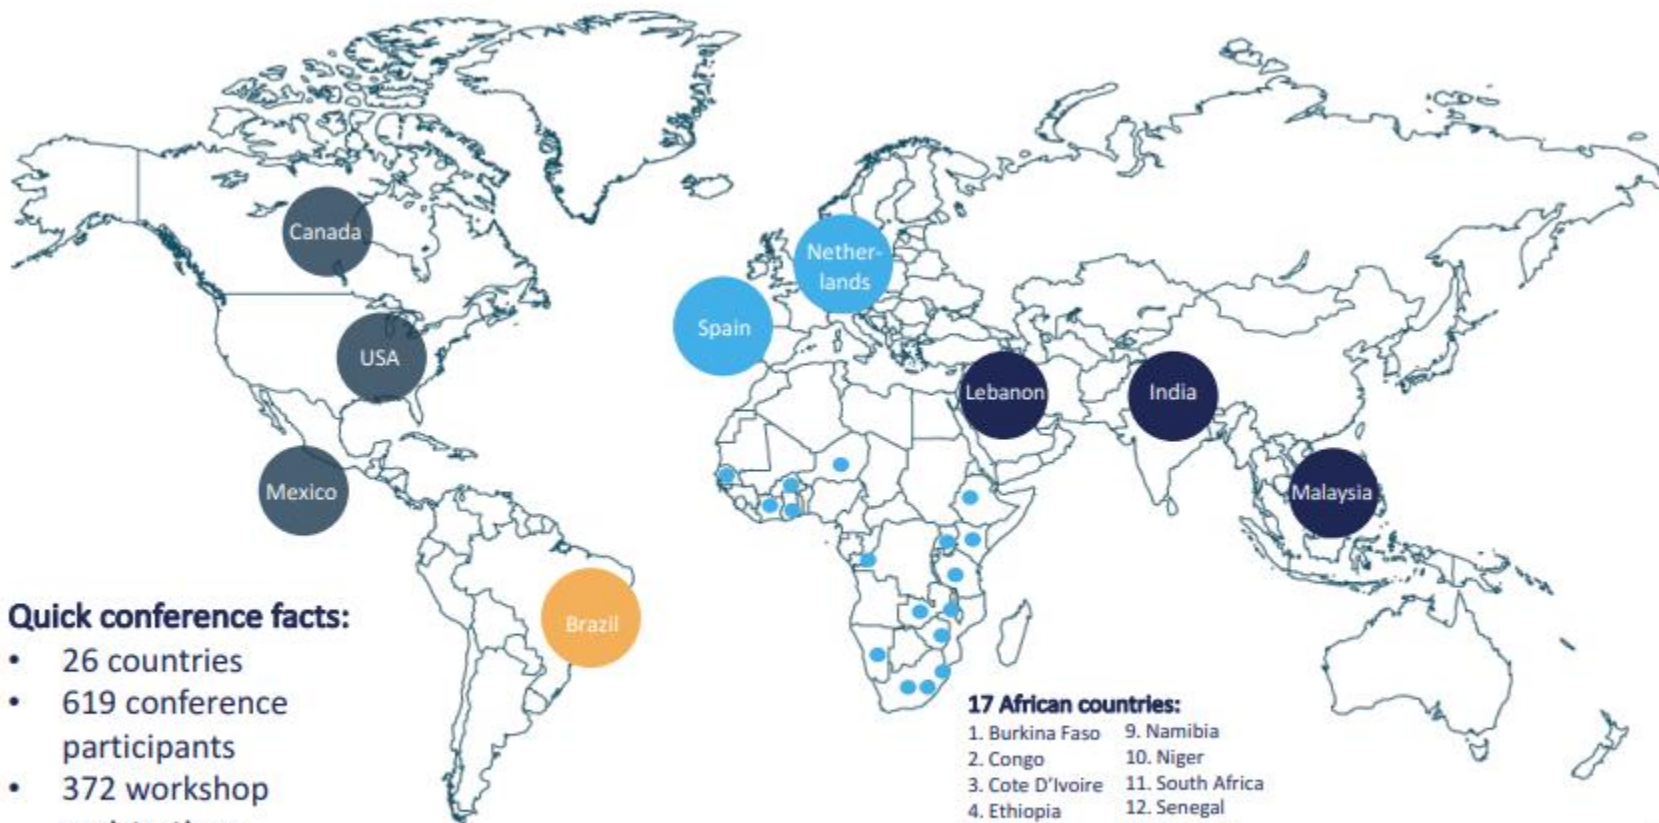 Canada
Nether-
lands
Spain
USA
Lebanon
India
Mexico
Malaysia
Brazil
Quick conference facts:
• 26 countries
• 619 conference
participants
• 372 workshop
17 African countries:
1. Burkina Faso
2. Congo
3. Cote D'Ivoire
4. Ethiopia
9. Namibia
10. Niger
11. South Africa
12. Senegal